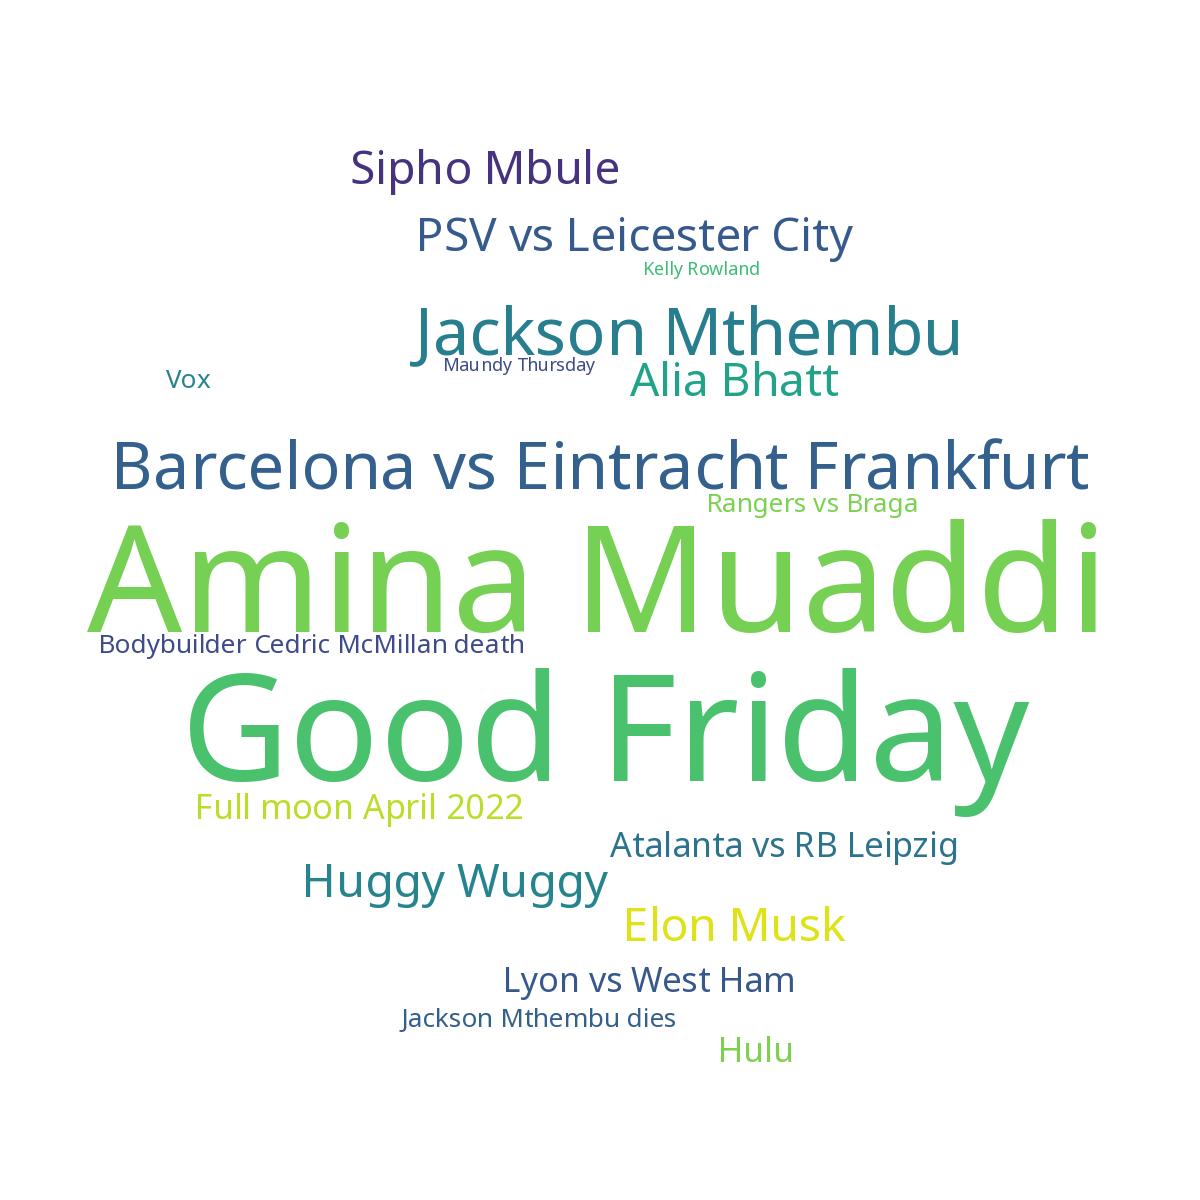 Sipho Mbule
PSV vs Leicester City
Kelly Rowland
Jackson Mthembu
Maundy Thursday
Alia Bhatt
Vox
Barcelona vs Eintracht Frankfurt
Rangers vs Braga
Amina Muaddi
Bodybuilder Cedric McMillan death
Good Friday
Full moon April 2022
Atalanta vs RB Leipzig
Huggy Wuggy
Elon Musk
Lyon vs West Ham
Jackson Mthembu dies
Hulu